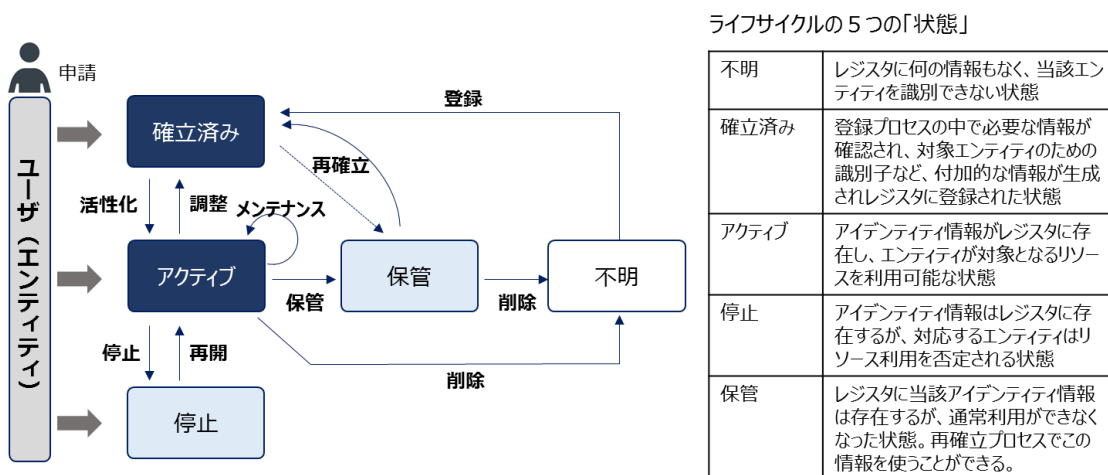 ライフサイクルの５つの「状態」
申請
ユーザ（エンティティ）
確立済み
登録
再確立
活性化
調整
メンテナンス
アクティブ
保管
保管
削除
不明
停止
再開
削除
停止
不明
レジスタに何の情報もなく、当該エン
ティティを識別できない状態
確立済み
登録プロセスの中で必要な情報が
確認され、対象エンティティのための
識別子など、付加的な情報が生成
されレジスタに登録された状態
アクティブ
アイデンティティ情報がレジスタに存
在し、エンティティが対象となるリソー
スを利用可能な状態
停止
アイデンティティ情報はレジスタに存
在するが、対応するエンティティはリ
ソース利用を否定される状態
保管
レジスタに当該アイデンティティ情報
は存在するが、通常利用ができなく
なった状態。再確立プロセスでこの
情報を使うことができる。